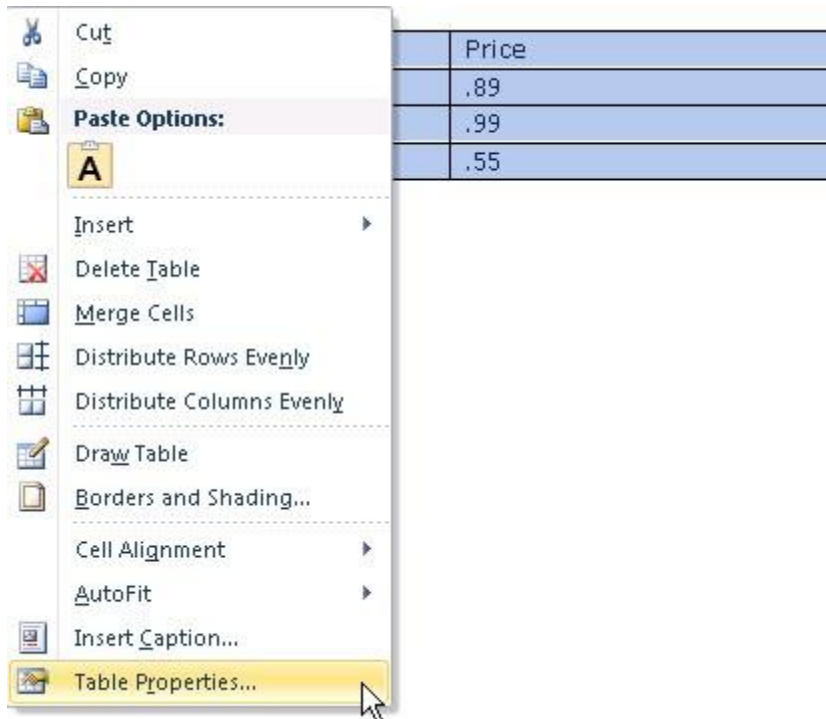 Cut
Copy
Paste Options:
A
Insert
Delete Table
Merge Cells
Distribute Rows Evenly
Distribute Columns Evenly
Draw Table
Borders and Shading...
Cell Alignment
AutoFit
Insert Caption...
Table Properties...
Price
.89
.99
.55